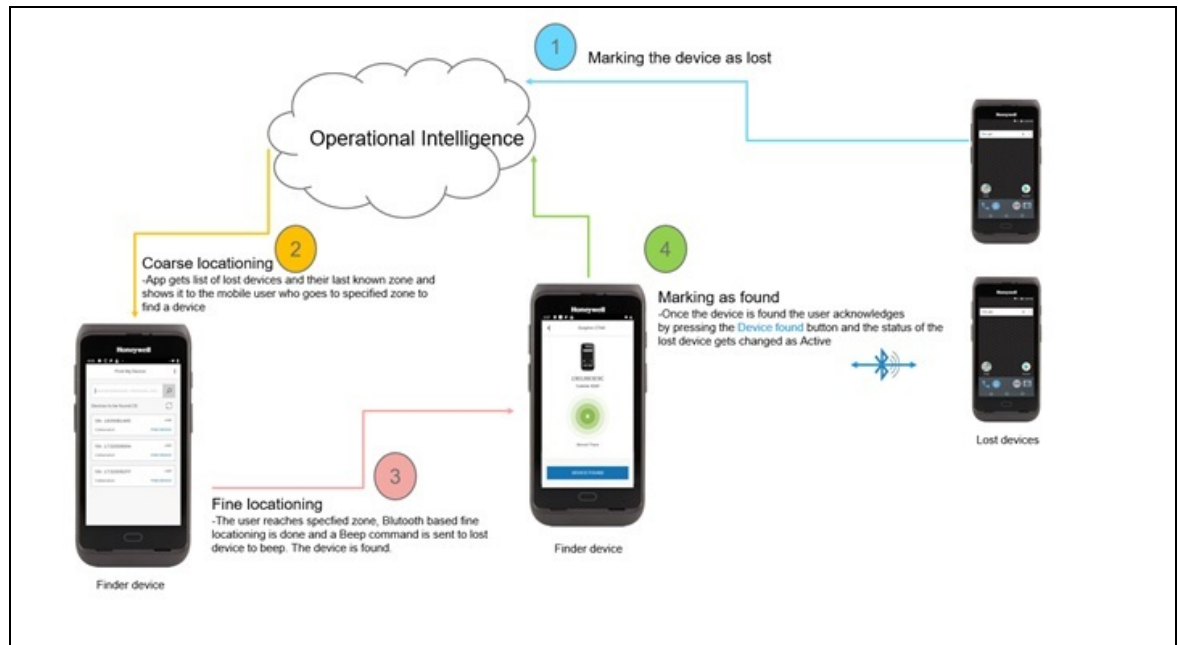 1
Marking the device as lost
Operational Intelligence
Honeywell
2
Coarse locationing
-App gets list of lost devices and their last known zone and
shows it to the mobile user who goes to specified zone to
find a device
4
Marking as found
-Once the device is found the user acknowledges
by pressing the Device found button and the status of the
lost device gets changed as Active
Honeywell
Find My Device
Honeywell
DEVICE FOUND
Honeywell
Lost devices
3
Fine locationing
-The user reaches specfied zone, Blutooth based fine
locationing is done and a Beep command is sent to lost
device to beep. The device is found.
Finder device
Finder device